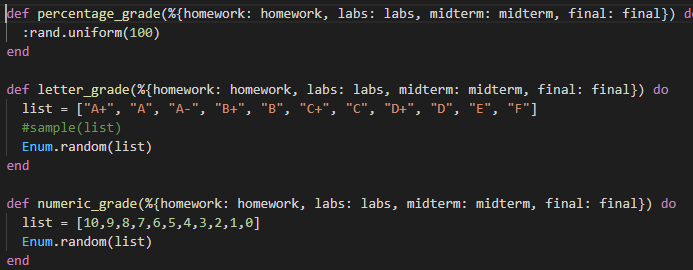 def percentage_grade(%{homework: homework, labs: labs, midterm: midterm, final: final}) do
:rand.uniform(100)
end
def letter_grade(%{homework: homework, labs: labs, midterm: midterm, final: final}) do
list = ["A+", "A", "A-", "B+", "B", "C+", "C", "D+", "D", "E", "F"]
#sample(list)
Enum.random(list)
end
def numeric_grade(%{homework: homework, labs: labs, midterm: midterm, final: final}) do
list = [10,9,8,7,6,5,4,3,2,1,0]
Enum.random(list)
end